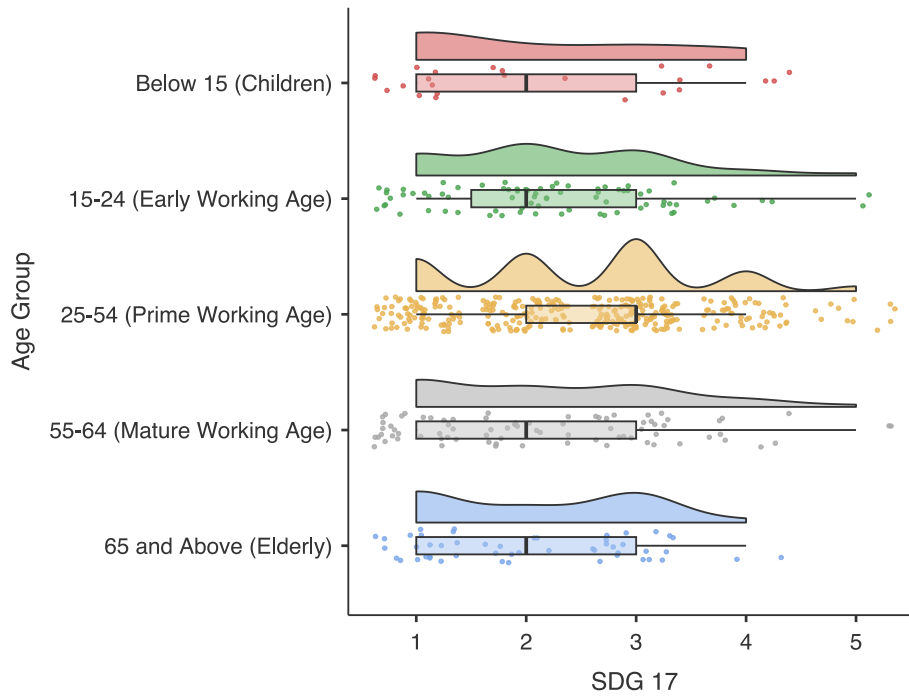 Below 15 (Children)
15-24 (Early Working Age)
25-54 (Prime Working Age)
55-64 (Mature Working Age)
65 and Above (Elderly)
Age Group
1 2 3 4 5
SDG 17